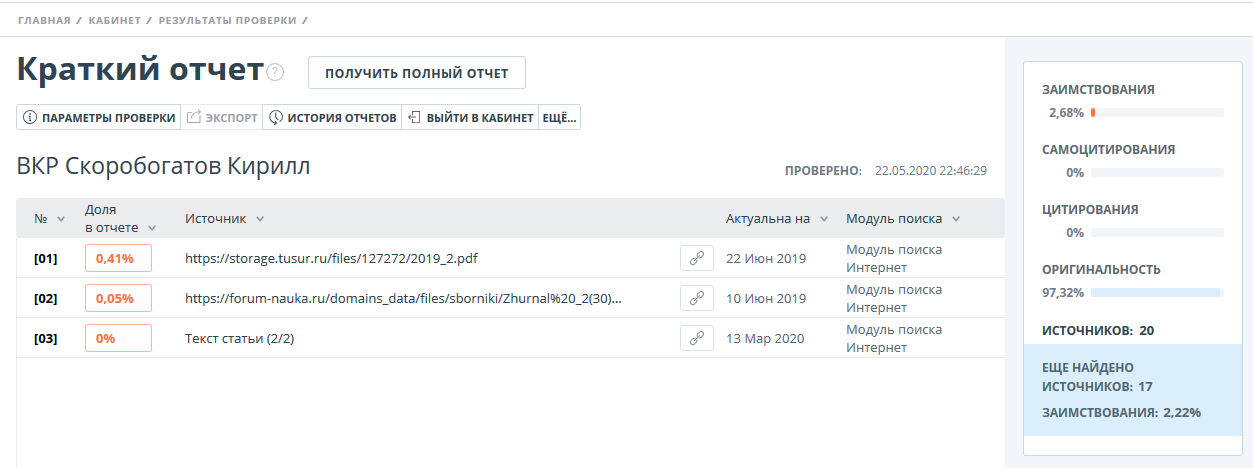 ГЛАВНАЯ / КАБИНЕТ / РЕЗУЛЬТАТЫ ПРОВЕРКИ /
Краткий отчет ?
ПОЛУЧИТЬ ПОЛНЫЙ ОТЧЕТ
ПАРАМЕТРЫ ПРОВЕРКИ ЭКСПОРТ ИСТОРИЯ ОТЧЕТОВ ВЫЙТИ В КАБИНЕТ ЕЩЁ...
ВКР Скоробогатов Кирилл
ПРОВЕРЕНО: 22.05.2020 22:46:29
№ Доля в отчете Источник Актуальна на Модуль поиска
[01] 0,41% https://storage.tusur.ru/files/127272/2019_2.pdf 22 Июн 2019 Модуль поиска Интернет
[02] 0,05% https://forum-nauka.ru/domains_data/files/sborniki/Zhurnal%20_2(30)... 10 Июн 2019 Модуль поиска Интернет
[03] 0% Текст статьи (2/2) 13 Мар 2020 Модуль поиска Интернет
ЗАИМСТВОВАНИЯ
2,68%
САМОЦИТИРОВАНИЯ
0%
ЦИТИРОВАНИЯ
0%
ОРИГИНАЛЬНОСТЬ
97,32%
ИСТОЧНИКОВ: 20
ЕЩЕ НАЙДЕНО
ИСТОЧНИКОВ: 17
ЗАИМСТВОВАНИЯ: 2,22%